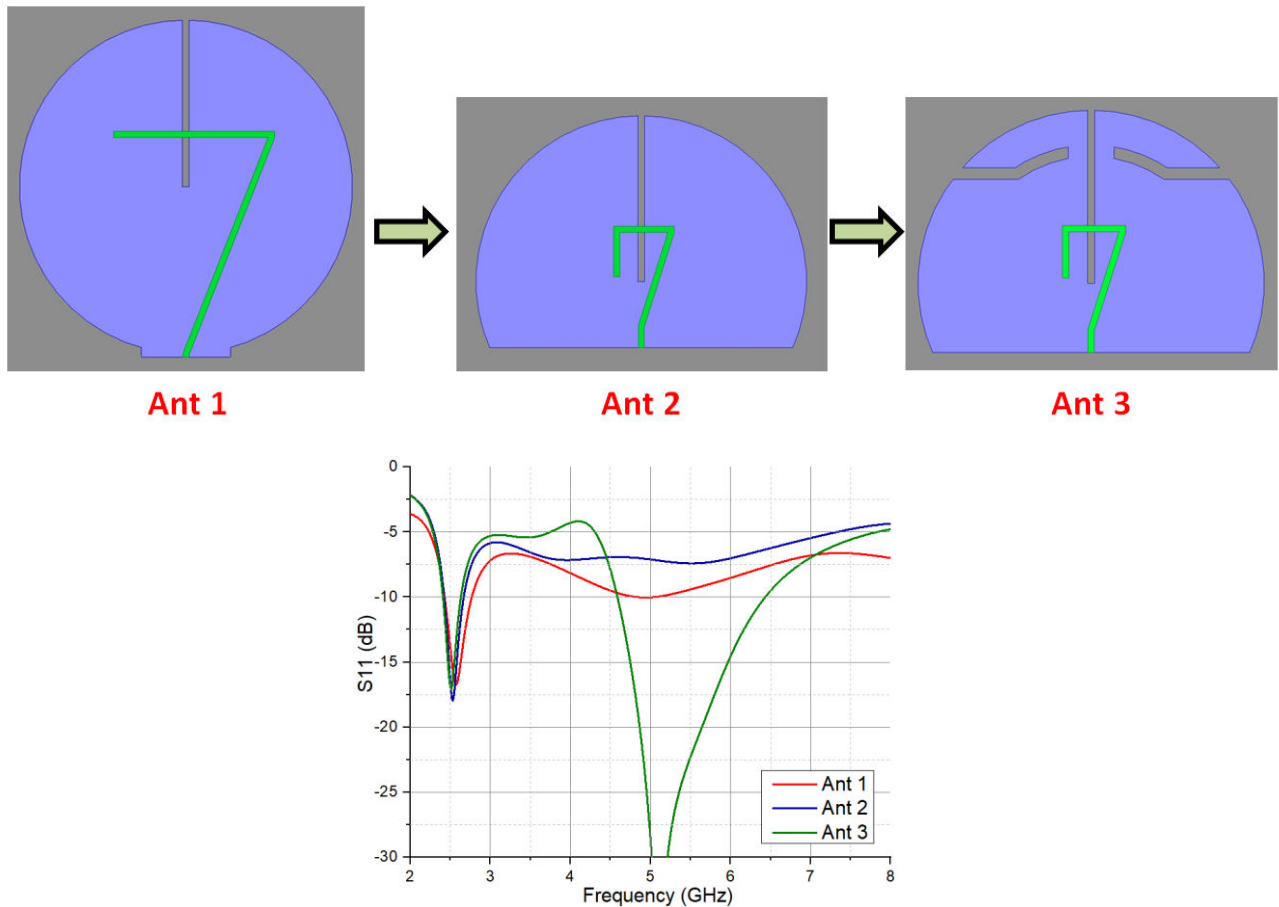 Ant 1
Ant 2
Ant 3
0
-5
-10
-15
-20
-25
-30
S11 (dB)
Ant 1
Ant 2
Ant 3
2 3 4 5 6 7 8
Frequency (GHz)